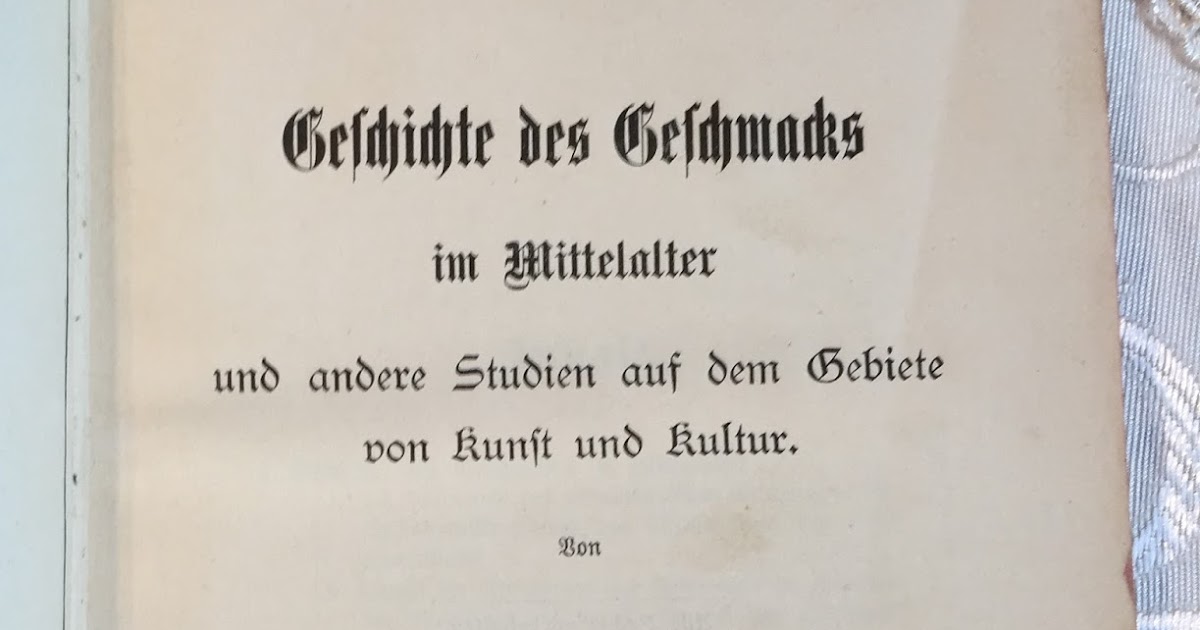 Geſchichte des Geſchmacks
im Mittelalter
und andere Studien auf dem Gebiete
von Kunſt und Kultur.
Von